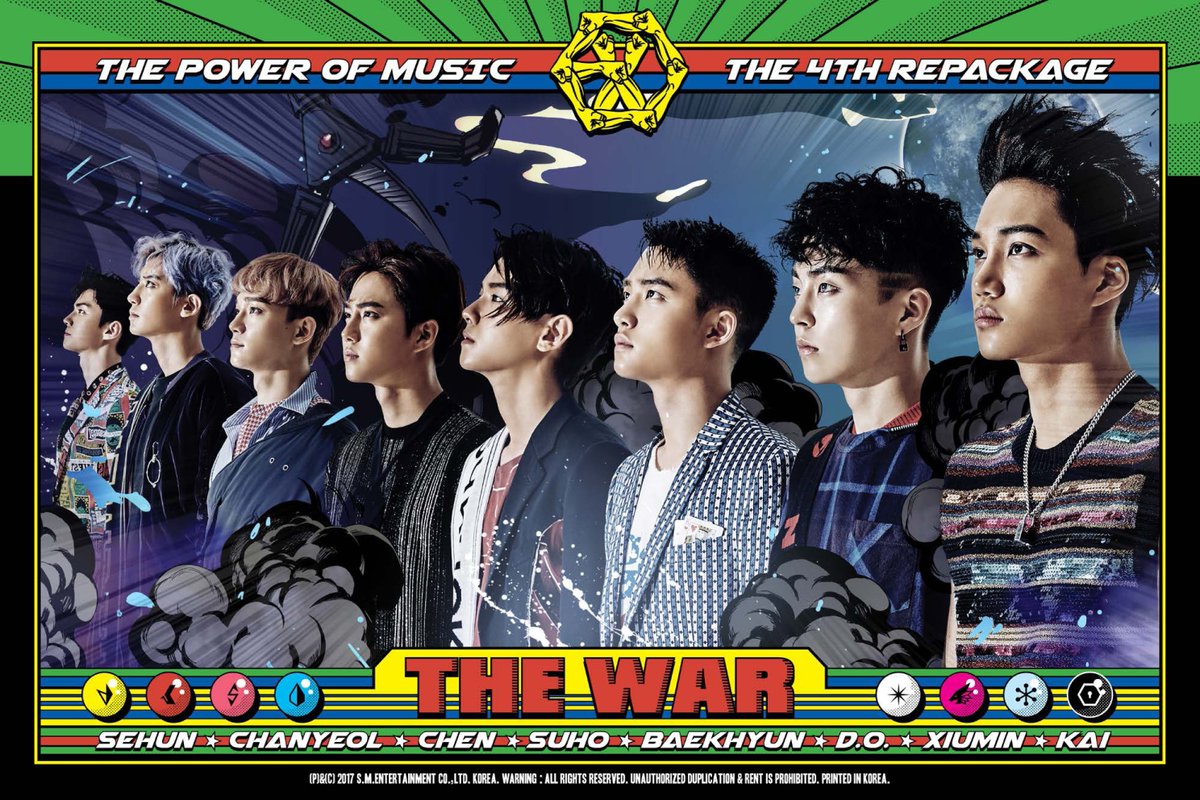 THE POWER OF MUSIC
THE 4TH REPACKAGE
THE WAR
SEHUN ★ CHANYEOL ★ CHEN ★ SUHO ★ BAEKHYUN ★ D.O. ★ XIUMIN ★ KAI
(P)&(C) 2017 S.M.ENTERTAINMENT CO.,LTD. KOREA. WARNING : ALL RIGHTS RESERVED. UNAUTHORIZED DUPLICATION & RENT IS PROHIBITED. PRINTED IN KOREA.